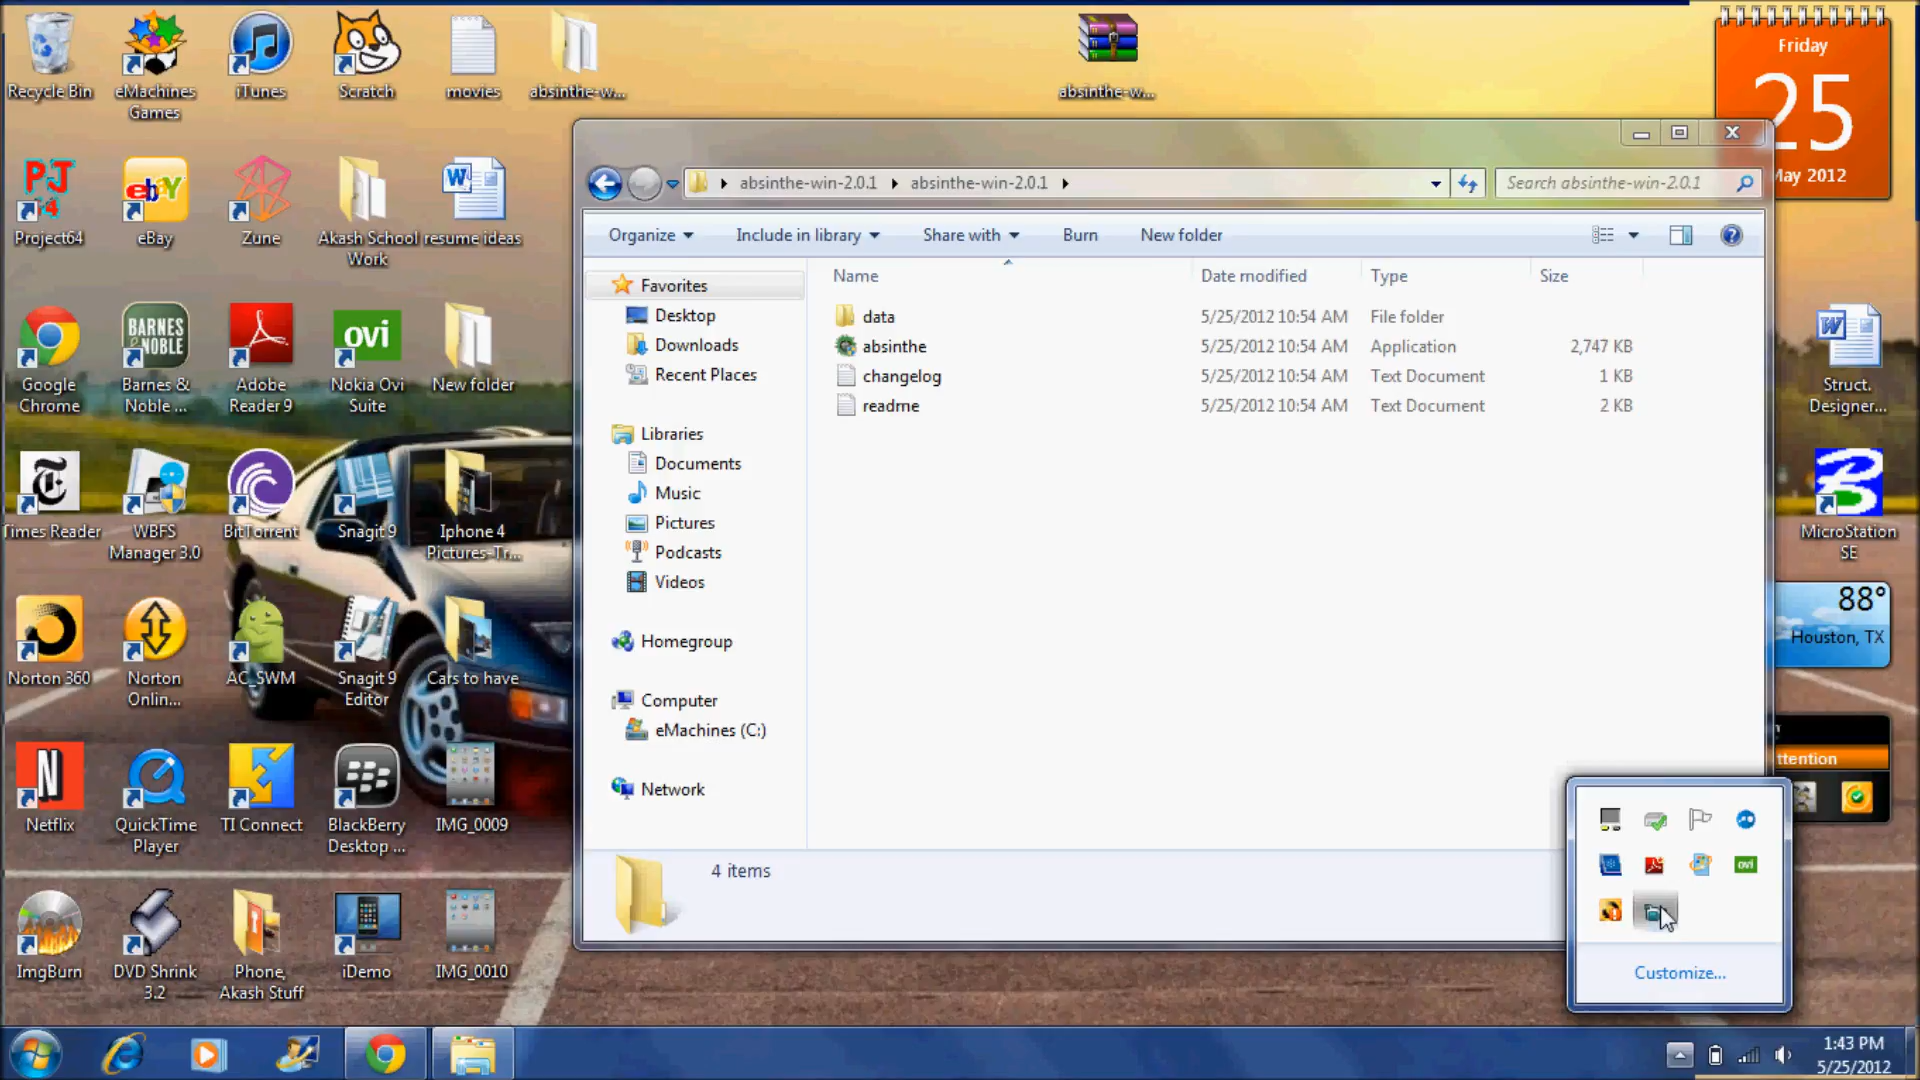 Recycle Bin
eMachines
Games
iTunes
Scratch
movies
absinthe-w...
absinthe-w...
Friday
25
May 2012
absinthe-win-2.0.1
absinthe-win-2.0.1
Search absinthe-win-2.0.1
PJ
64
Project64
ebay
eBay
Zune
Akash School
Work
W
resume ideas
Organize
Include in library
Share with
Burn
New folder
Name
Date modified
Type
Size
data
5/25/2012 10:54 AM
File folder
absinthe
5/25/2012 10:54 AM
Application
2,747 KB
changelog
5/25/2012 10:54 AM
Text Document
1 KB
readme
5/25/2012 10:54 AM
Text Document
2 KB
Favorites
Desktop
Downloads
Recent Places
Libraries
Documents
Music
Pictures
Podcasts
Videos
Homegroup
Computer
eMachines (C:)
Network
4 items
Google
Chrome
BARNES
&NOBLE
Barnes &
Noble ...
Adobe
Reader 9
ovi
Nokia Ovi
Suite
New folder
W
Struct.
Designer...
T
Times Reader
WBFS
Manager 3.0
BitTorrent
Snagit 9
Iphone 4
Pictures-Tr...
B
MicroStation
SE
88°
Houston, TX
Norton 360
Norton
Onlin...
AC_SWM
Snagit 9
Editor
Cars to have
ttention
N
Netflix
QuickTime
Player
TI Connect
BlackBerry
Desktop ...
IMG_0009
ovi
Customize...
ImgBurn
DVD Shrink
3.2
Phone,
Akash Stuff
iDemo
IMG_0010
1:43 PM
5/25/2012